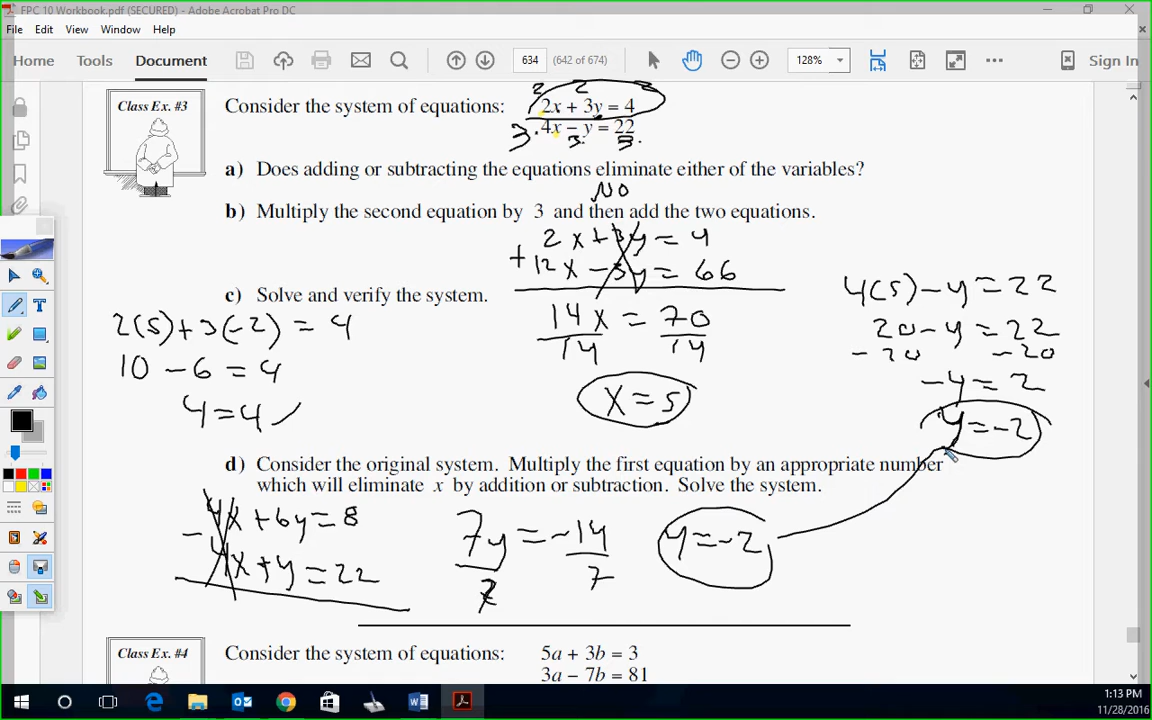 FPC 10 Workbook.pdf (SECURED) - Adobe Acrobat Pro DC
File Edit View Window Help
Home Tools Document 634 (642 of 674) 128% Sign In
Class Ex. #3
Consider the system of equations: 2x + 3y = 4
4x − y = 22
2 2 2
3. 3. 3.
a) Does adding or subtracting the equations eliminate either of the variables?
NO
b) Multiply the second equation by 3 and then add the two equations.
2x+3y=4
+12x-3y=66
14x=70
14 14
x=5
c) Solve and verify the system.
2(5)+3(-2)=4
10-6=4
4=4
4(5)-y=22
20-y=22
-20 -20
-y=2
y=-2
d) Consider the original system. Multiply the first equation by an appropriate number
which will eliminate x by addition or subtraction. Solve the system.
4x+6y=8
-4x+y=22
7y=-14
7 7
y=-2
Class Ex. #4
Consider the system of equations: 5a + 3b = 3
3a − 7b = 81
1:13 PM
11/28/2016